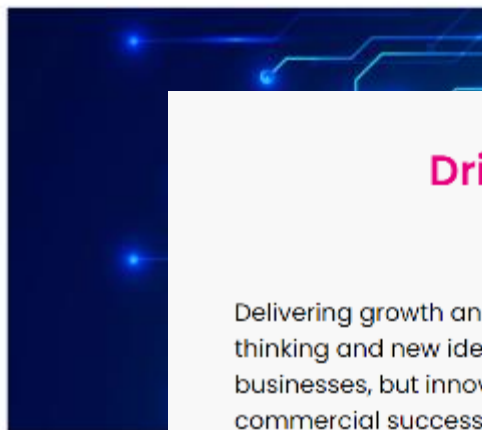 Dri
Delivering growth an
thinking and new ide
businesses, but innov
commercial success